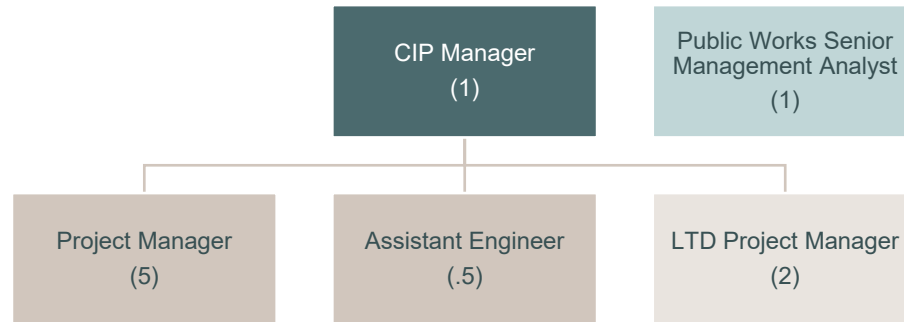 CIP Manager
(1)
Public Works Senior
Management Analyst
(1)
Project Manager
(5)
Assistant Engineer
(.5)
LTD Project Manager
(2)